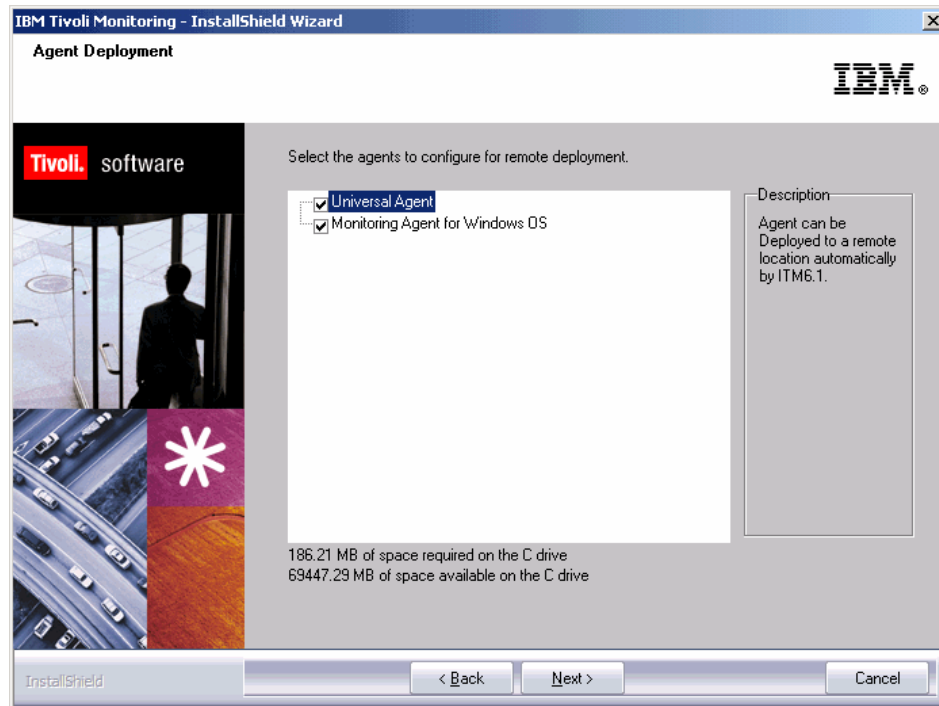 IBM Tivoli Monitoring - InstallShield Wizard
Agent Deployment
IBM®
Tivoli. software
Select the agents to configure for remote deployment.
Universal Agent
Monitoring Agent for Windows OS
Description
Agent can be
Deployed to a remote
location automatically
by ITM6.1.
186.21 MB of space required on the C drive
69447.29 MB of space available on the C drive
InstallShield
< Back
Next >
Cancel